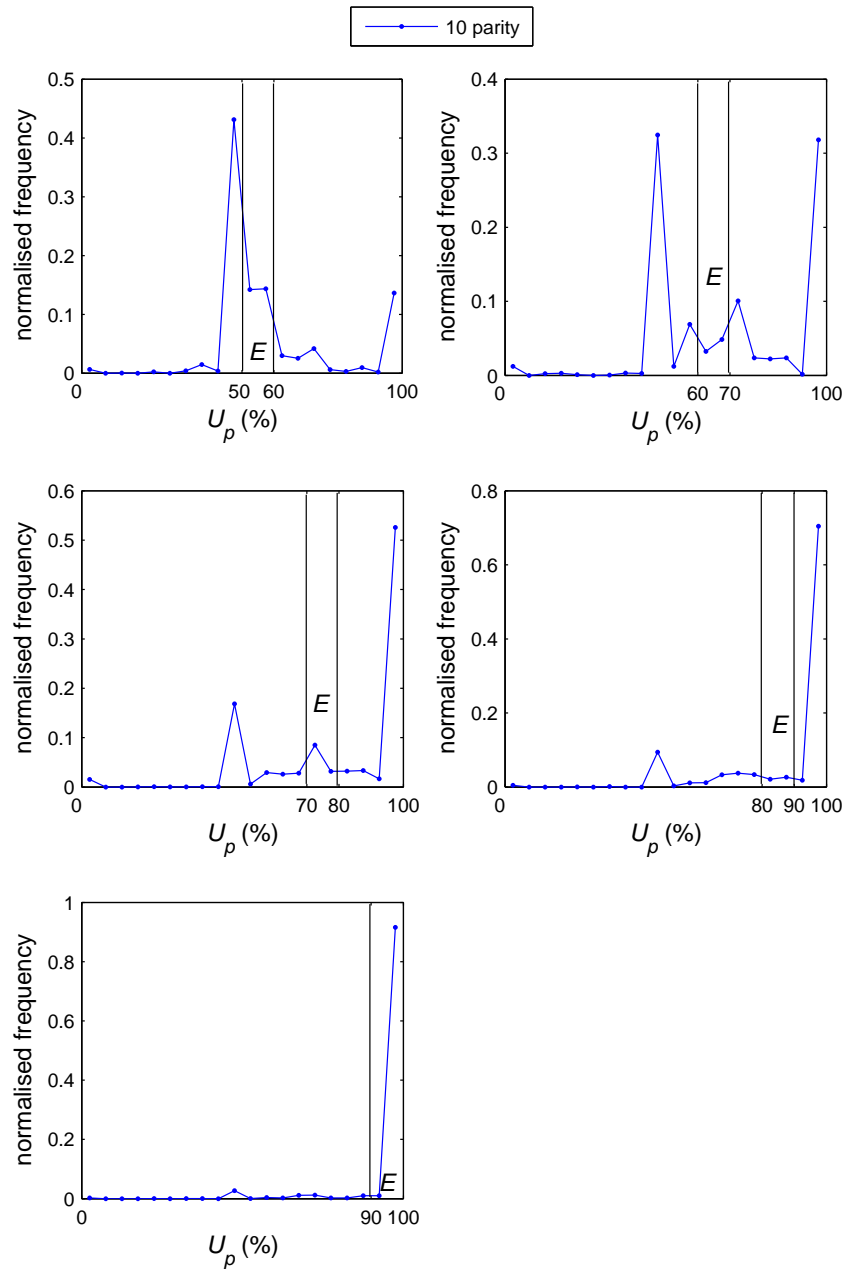 10 parity
0.5
0.4
0.3
0.2
0.1
0
normalised frequency
E
0 50 60 100
U_p (%)
0.4
0.3
0.2
0.1
0
normalised frequency
E
0 60 70 100
U_p (%)
0.6
0.5
0.4
0.3
0.2
0.1
0
normalised frequency
E
0 70 80 100
U_p (%)
0.8
0.6
0.4
0.2
0
normalised frequency
E
0 80 90 100
U_p (%)
1
0.8
0.6
0.4
0.2
0
normalised frequency
E
0 90 100
U_p (%)